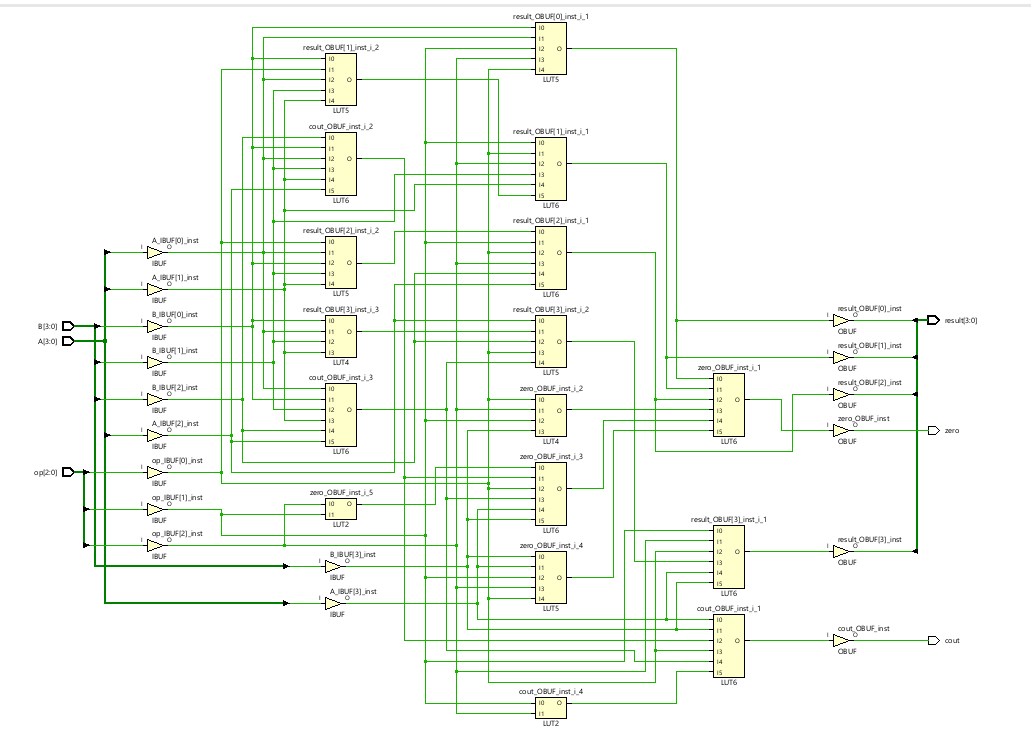 result_OBUF[0]_inst_i_1
I0
I1
I2 O
I3
I4
LUT5
result_OBUF[1]_inst_i_2
I0
I1
I2 O
I3
I4
LUT5
cout_OBUF_inst_i_2
I0
I1
I2 O
I3
I4
I5
LUT6
result_OBUF[1]_inst_i_1
I0
I1
I2 O
I3
I4
I5
LUT6
result_OBUF[2]_inst_i_1
I0
I1
I2 O
I3
I4
I5
LUT6
result_OBUF[2]_inst_i_2
I0
I1
I2 O
I3
I4
LUT5
A_IBUF[0]_inst
I O
IBUF
A_IBUF[1]_inst
I O
IBUF
B[3:0]
A[3:0]
B_IBUF[0]_inst
I O
IBUF
B_IBUF[1]_inst
I O
IBUF
B_IBUF[2]_inst
I O
IBUF
A_IBUF[2]_inst
I O
IBUF
op[2:0]
op_IBUF[0]_inst
I O
IBUF
op_IBUF[1]_inst
I O
IBUF
op_IBUF[2]_inst
I O
IBUF
result_OBUF[3]_inst_i_3
I0
I1
I2 O
I3
LUT4
cout_OBUF_inst_i_3
I0
I1
I2 O
I3
I4
I5
LUT6
zero_OBUF_inst_i_5
I0 O
I1
LUT2
B_IBUF[3]_inst
I O
IBUF
A_IBUF[3]_inst
I O
IBUF
result_OBUF[3]_inst_i_2
I0
I1
I2 O
I3
I4
LUT5
zero_OBUF_inst_i_2
I0
I1
I2 O
I3
LUT4
zero_OBUF_inst_i_3
I0
I1
I2 O
I3
I4
I5
LUT6
zero_OBUF_inst_i_4
I0
I1
I2 O
I3
I4
LUT5
cout_OBUF_inst_i_4
I0 O
I1
LUT2
zero_OBUF_inst_i_1
I0
I1
I2 O
I3
I4
I5
LUT6
result_OBUF[3]_inst_i_1
I0
I1
I2 O
I3
I4
I5
LUT6
cout_OBUF_inst_i_1
I0
I1
I2 O
I3
I4
I5
LUT6
result_OBUF[0]_inst
I O
OBUF
result[3:0]
result_OBUF[1]_inst
I O
OBUF
result_OBUF[2]_inst
I O
OBUF
zero_OBUF_inst
I O
OBUF
zero
result_OBUF[3]_inst
I O
OBUF
cout_OBUF_inst
I O
OBUF
cout